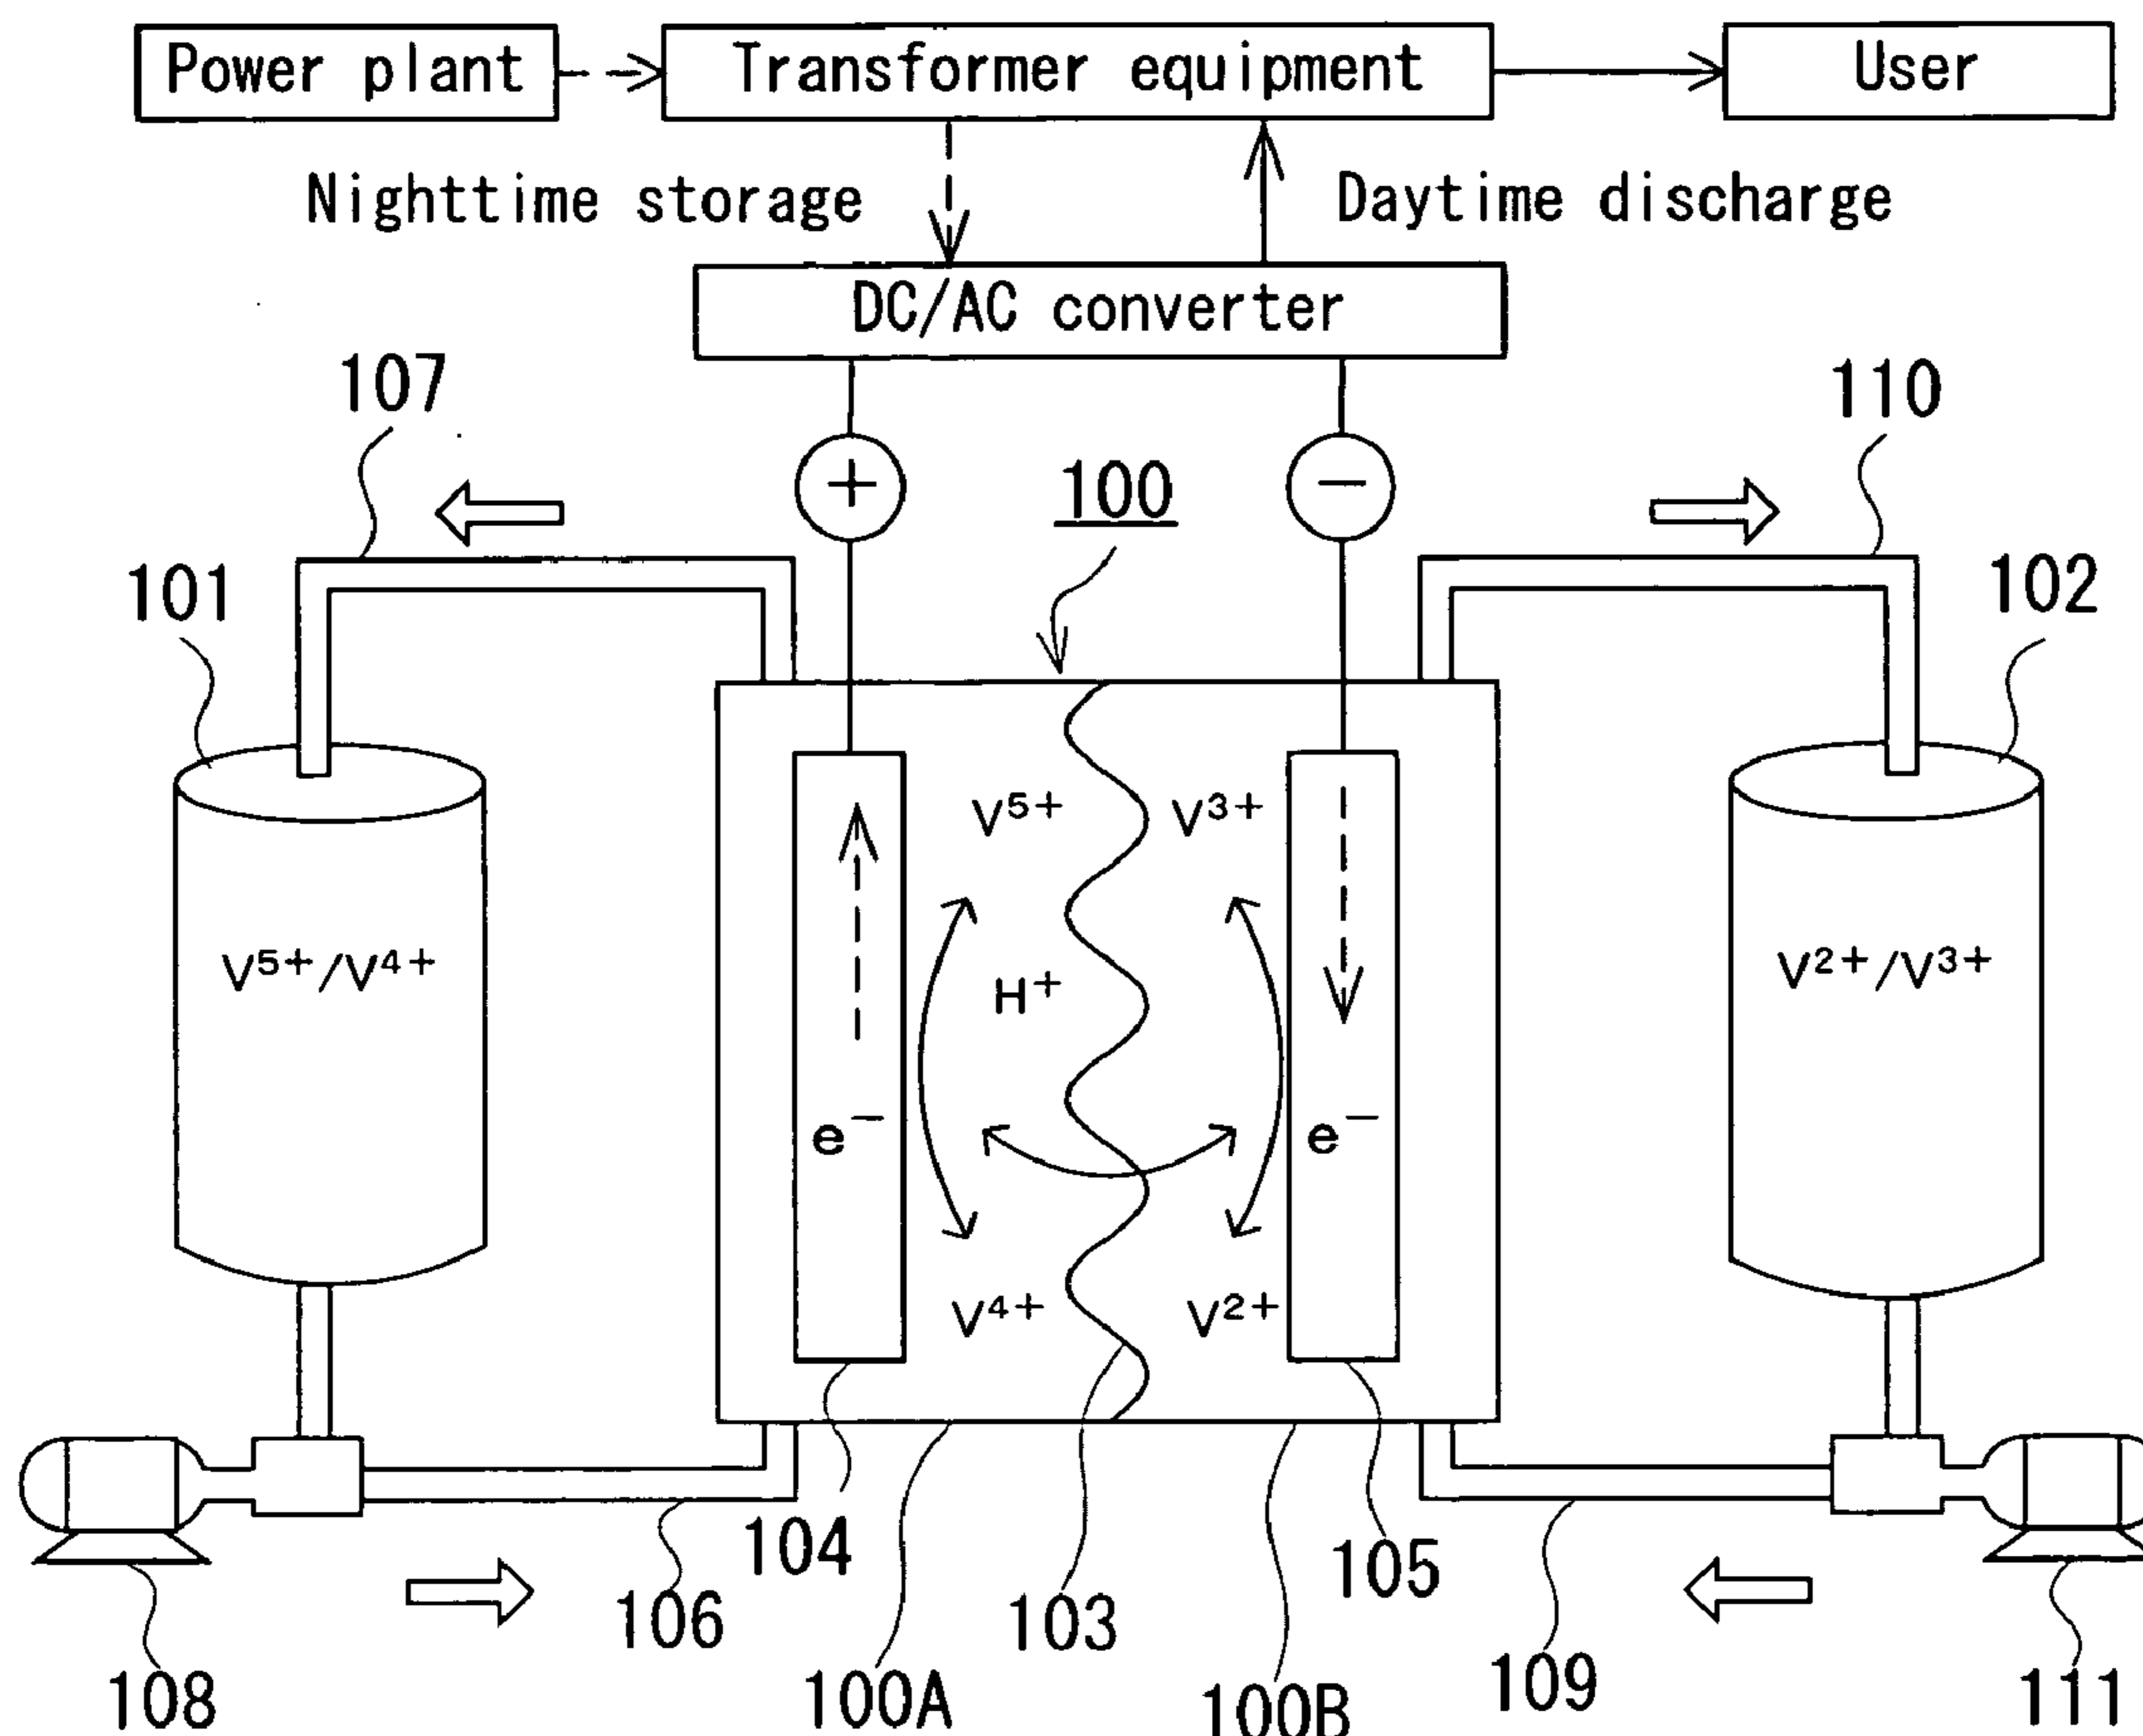 Power plant
Transformer equipment
User
Nighttime storage
Daytime discharge
DC/AC converter
107
110
+
−
100
101
102
V⁵⁺
V³⁺
V⁵⁺/V⁴⁺
H⁺
V²⁺/V³⁺
e⁻
e⁻
V⁴⁺
V²⁺
104
105
106
103
108
100A
100B
109
111